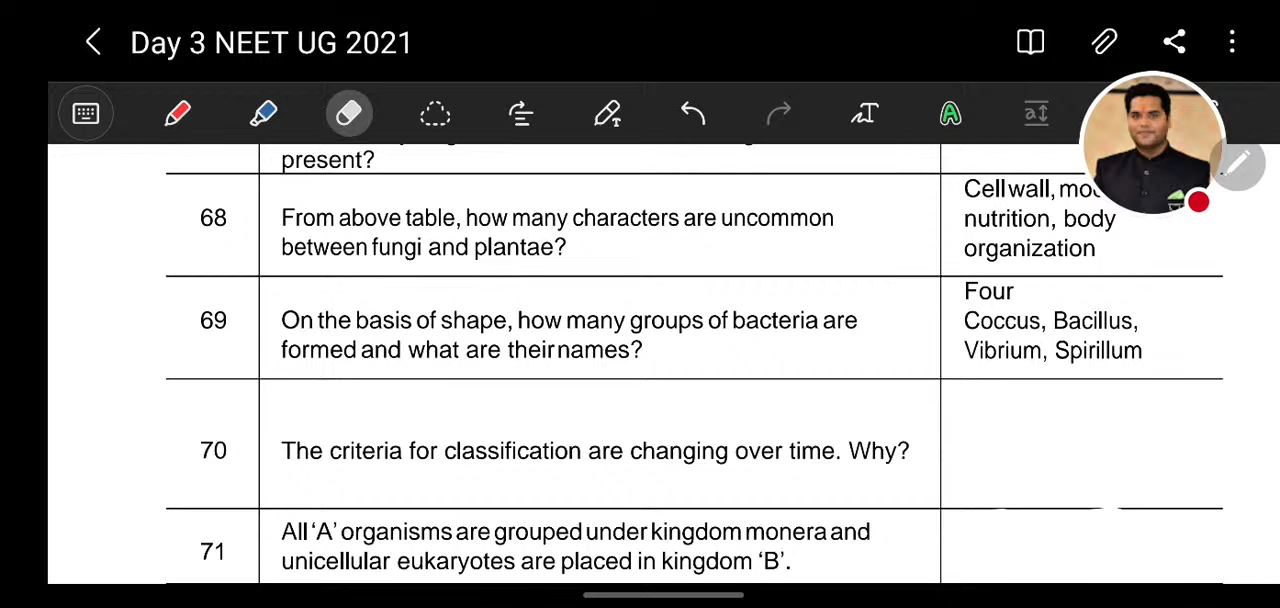 Day 3 NEET UG 2021
present?
68
From above table, how many characters are uncommon
between fungi and plantae?
Cell wall,
nutrition, body
organization
69
On the basis of shape, how many groups of bacteria are
formed and what are their names?
Four
Coccus, Bacillus,
Vibrium, Spirillum
70
The criteria for classification are changing over time. Why?
71
All ‘A’ organisms are grouped under kingdom monera and
unicellular eukaryotes are placed in kingdom ‘B’.